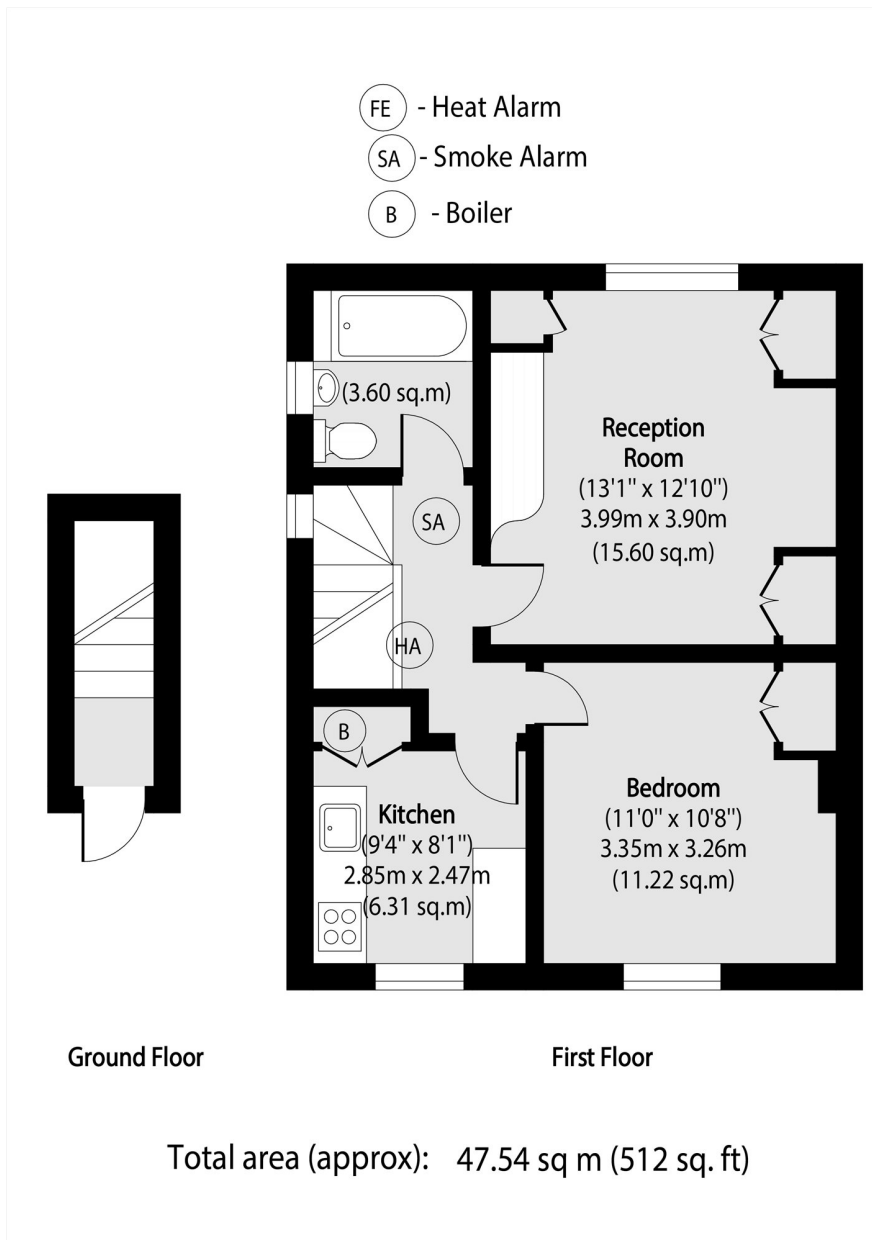 FE - Heat Alarm
SA - Smoke Alarm
B - Boiler
(3.60 sq.m)
Reception
Room
(13'1" x 12'10")
3.99m x 3.90m
(15.60 sq.m)
SA
HA
B
Kitchen
(9'4" x 8'1")
2.85m x 2.47m
(6.31 sq.m)
Bedroom
(11'0" x 10'8")
3.35m x 3.26m
(11.22 sq.m)
Ground Floor
First Floor
Total area (approx): 47.54 sq m (512 sq. ft)